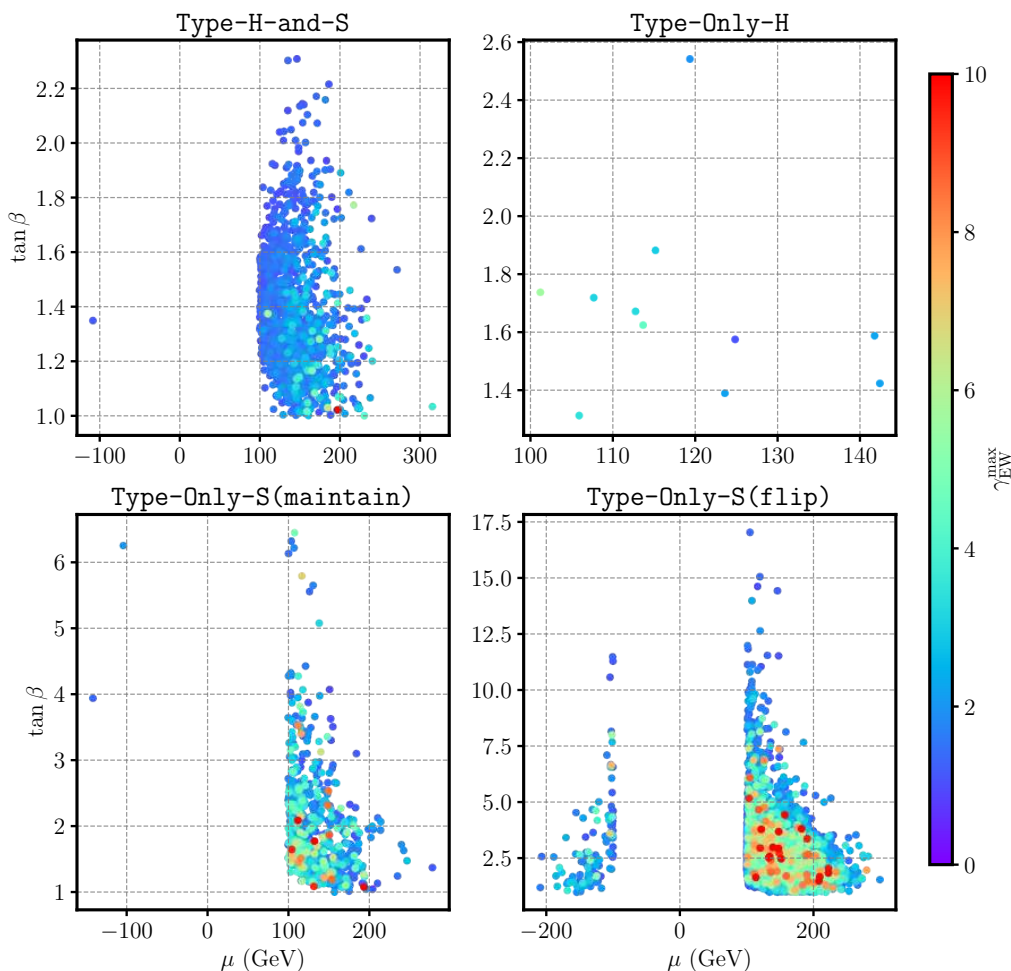 Type-H-and-S
Type-Only-H
tan β
2.2
2.0
1.8
1.6
1.4
1.2
1.0
−100 0 100 200 300
2.6
2.4
2.2
2.0
1.8
1.6
1.4
100 110 120 130 140
Type-Only-S(maintain)
Type-Only-S(flip)
tan β
6
5
4
3
2
1
−100 0 100 200
μ (GeV)
17.5
15.0
12.5
10.0
7.5
5.0
2.5
−200 0 200
μ (GeV)
10
8
6
4
2
0
γ_EW^max